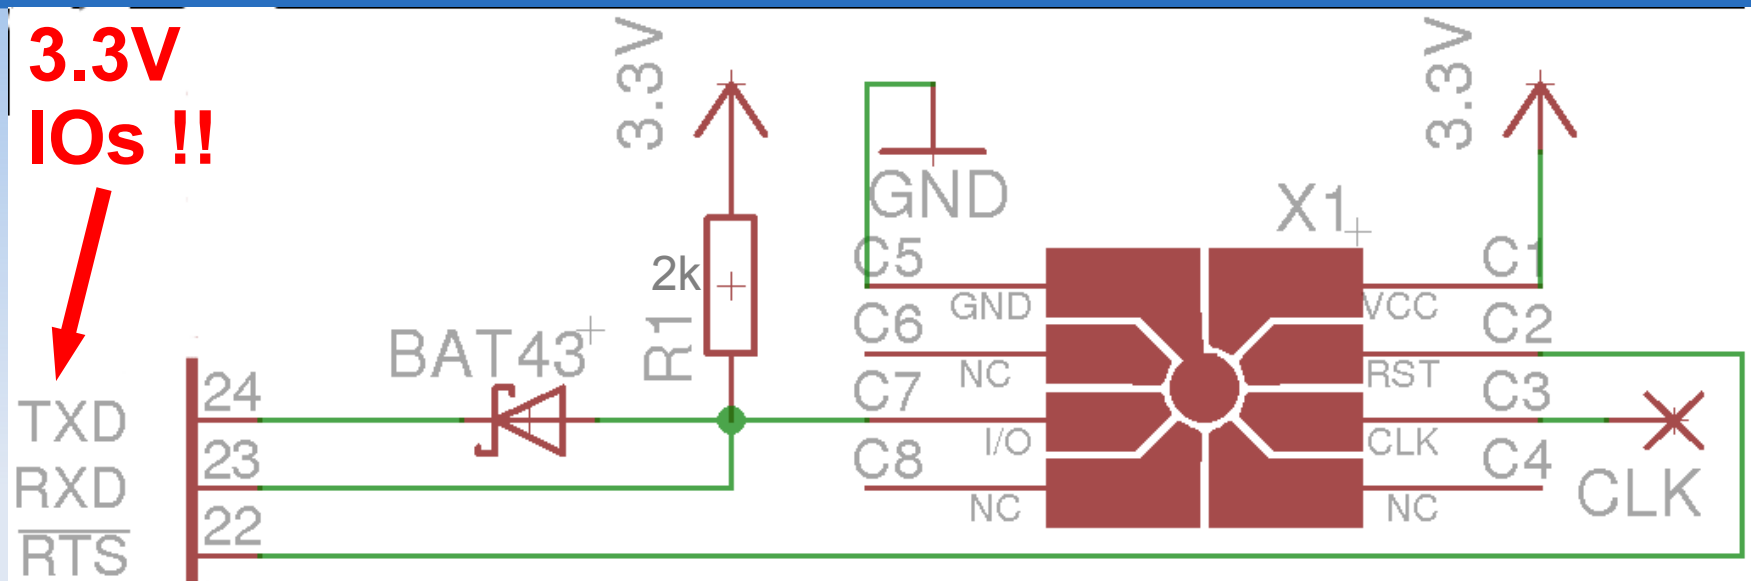 3.3V
IOs !!
3.3V
3.3V
GND
X1
2k
R1
BAT43
C5
GND
C6
NC
C7
I/O
C8
NC
C1
VCC
C2
RST
C3
CLK
C4
NC
CLK
TXD
24
RXD
23
RTS
22